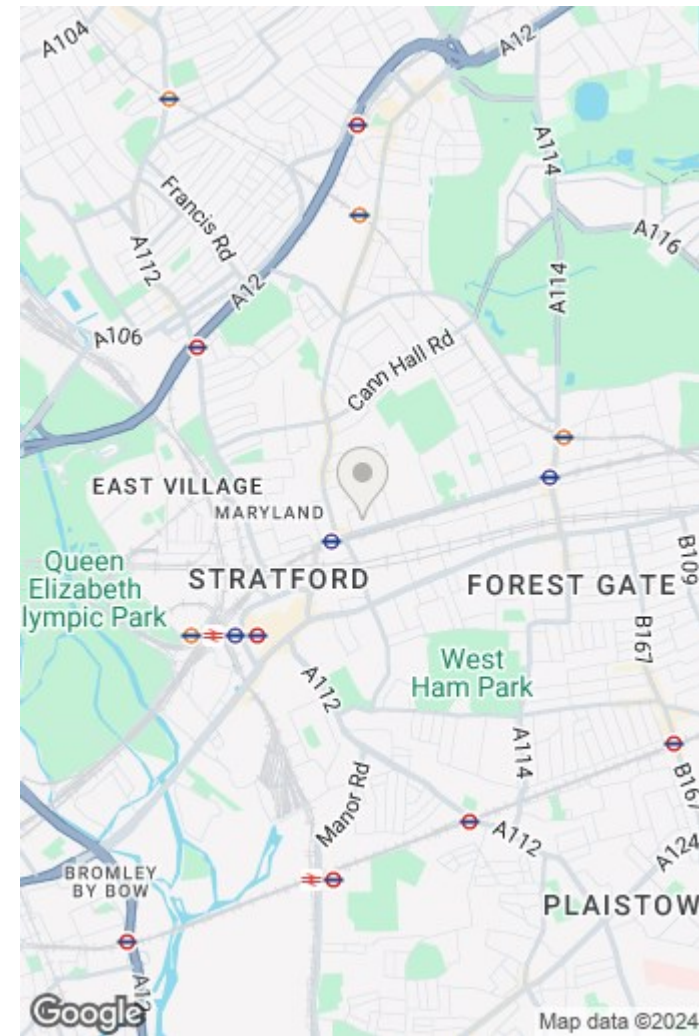 A104
A12
A114
Francis Rd
A116
A112
A12
A114
A106
Cann Hall Rd
EAST VILLAGE
MARYLAND
Queen
Elizabeth
lympic Park
STRATFORD
FOREST GATE
B109
B167
West
Ham Park
A112
A114
Manor Rd
B167
A112
A124
BROMLEY
BY BOW
PLAISTOW
A12
Google
Map data ©2024